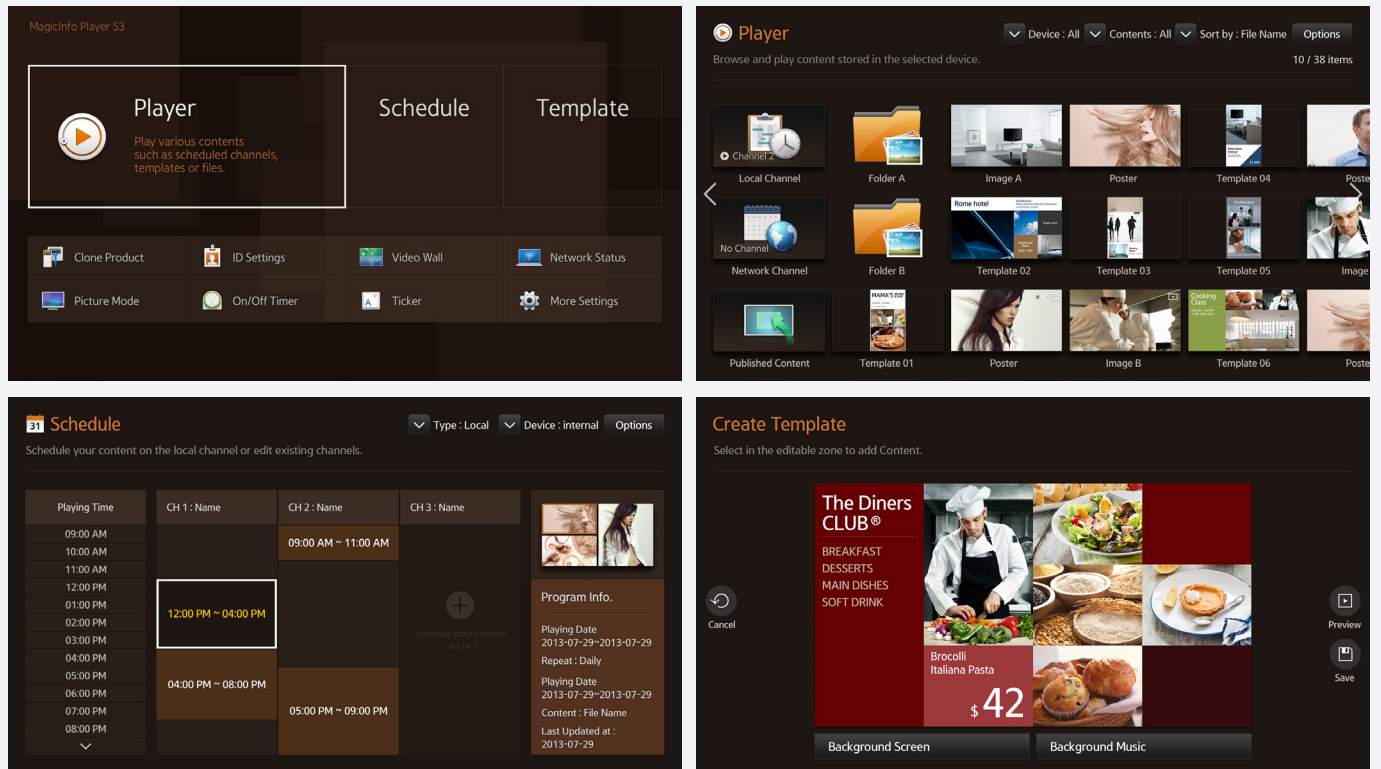 MagicInfo Player S3
Player
Play various contents
such as scheduled channels,
templates or files.
Schedule
Template
Clone Product
ID Settings
Video Wall
Network Status
Picture Mode
On/Off Timer
Ticker
More Settings
Player
Device : All
Contents : All
Sort by : File Name
Options
Browse and play content stored in the selected device.
10 / 38 items
Channel 2
Local Channel
Folder A
Image A
Poster
Template 04
Poste
No Channel
Network Channel
Folder B
Rome hotel
Template 02
Template 03
Architecture
Template 05
Image
Published Content
MAMA'S
Template 01
Poster
Image B
Cooking
Class
Template 06
Poste
31
Schedule
Type : Local
Device : internal
Options
Schedule your content on the local channel or edit existing channels.
Playing Time
CH 1 : Name
CH 2 : Name
CH 3 : Name
09:00 AM
10:00 AM
11:00 AM
12:00 PM
01:00 PM
02:00 PM
03:00 PM
04:00 PM
05:00 PM
06:00 PM
07:00 PM
08:00 PM
12:00 PM ~ 04:00 PM
04:00 PM ~ 08:00 PM
09:00 AM ~ 11:00 AM
05:00 PM ~ 09:00 PM
Schedule your content
on CH 3
Program Info.
Playing Date
2013-07-29~2013-07-29
Repeat : Daily
Playing Date
2013-07-29~2013-07-29
Content : File Name
Last Updated at :
2013-07-29
Create Template
Select in the editable zone to add Content.
The Diners
CLUB ®
BREAKFAST
DESSERTS
MAIN DISHES
SOFT DRINK
Brocolli
Italiana Pasta
$ 42
Cancel
Preview
Save
Background Screen
Background Music